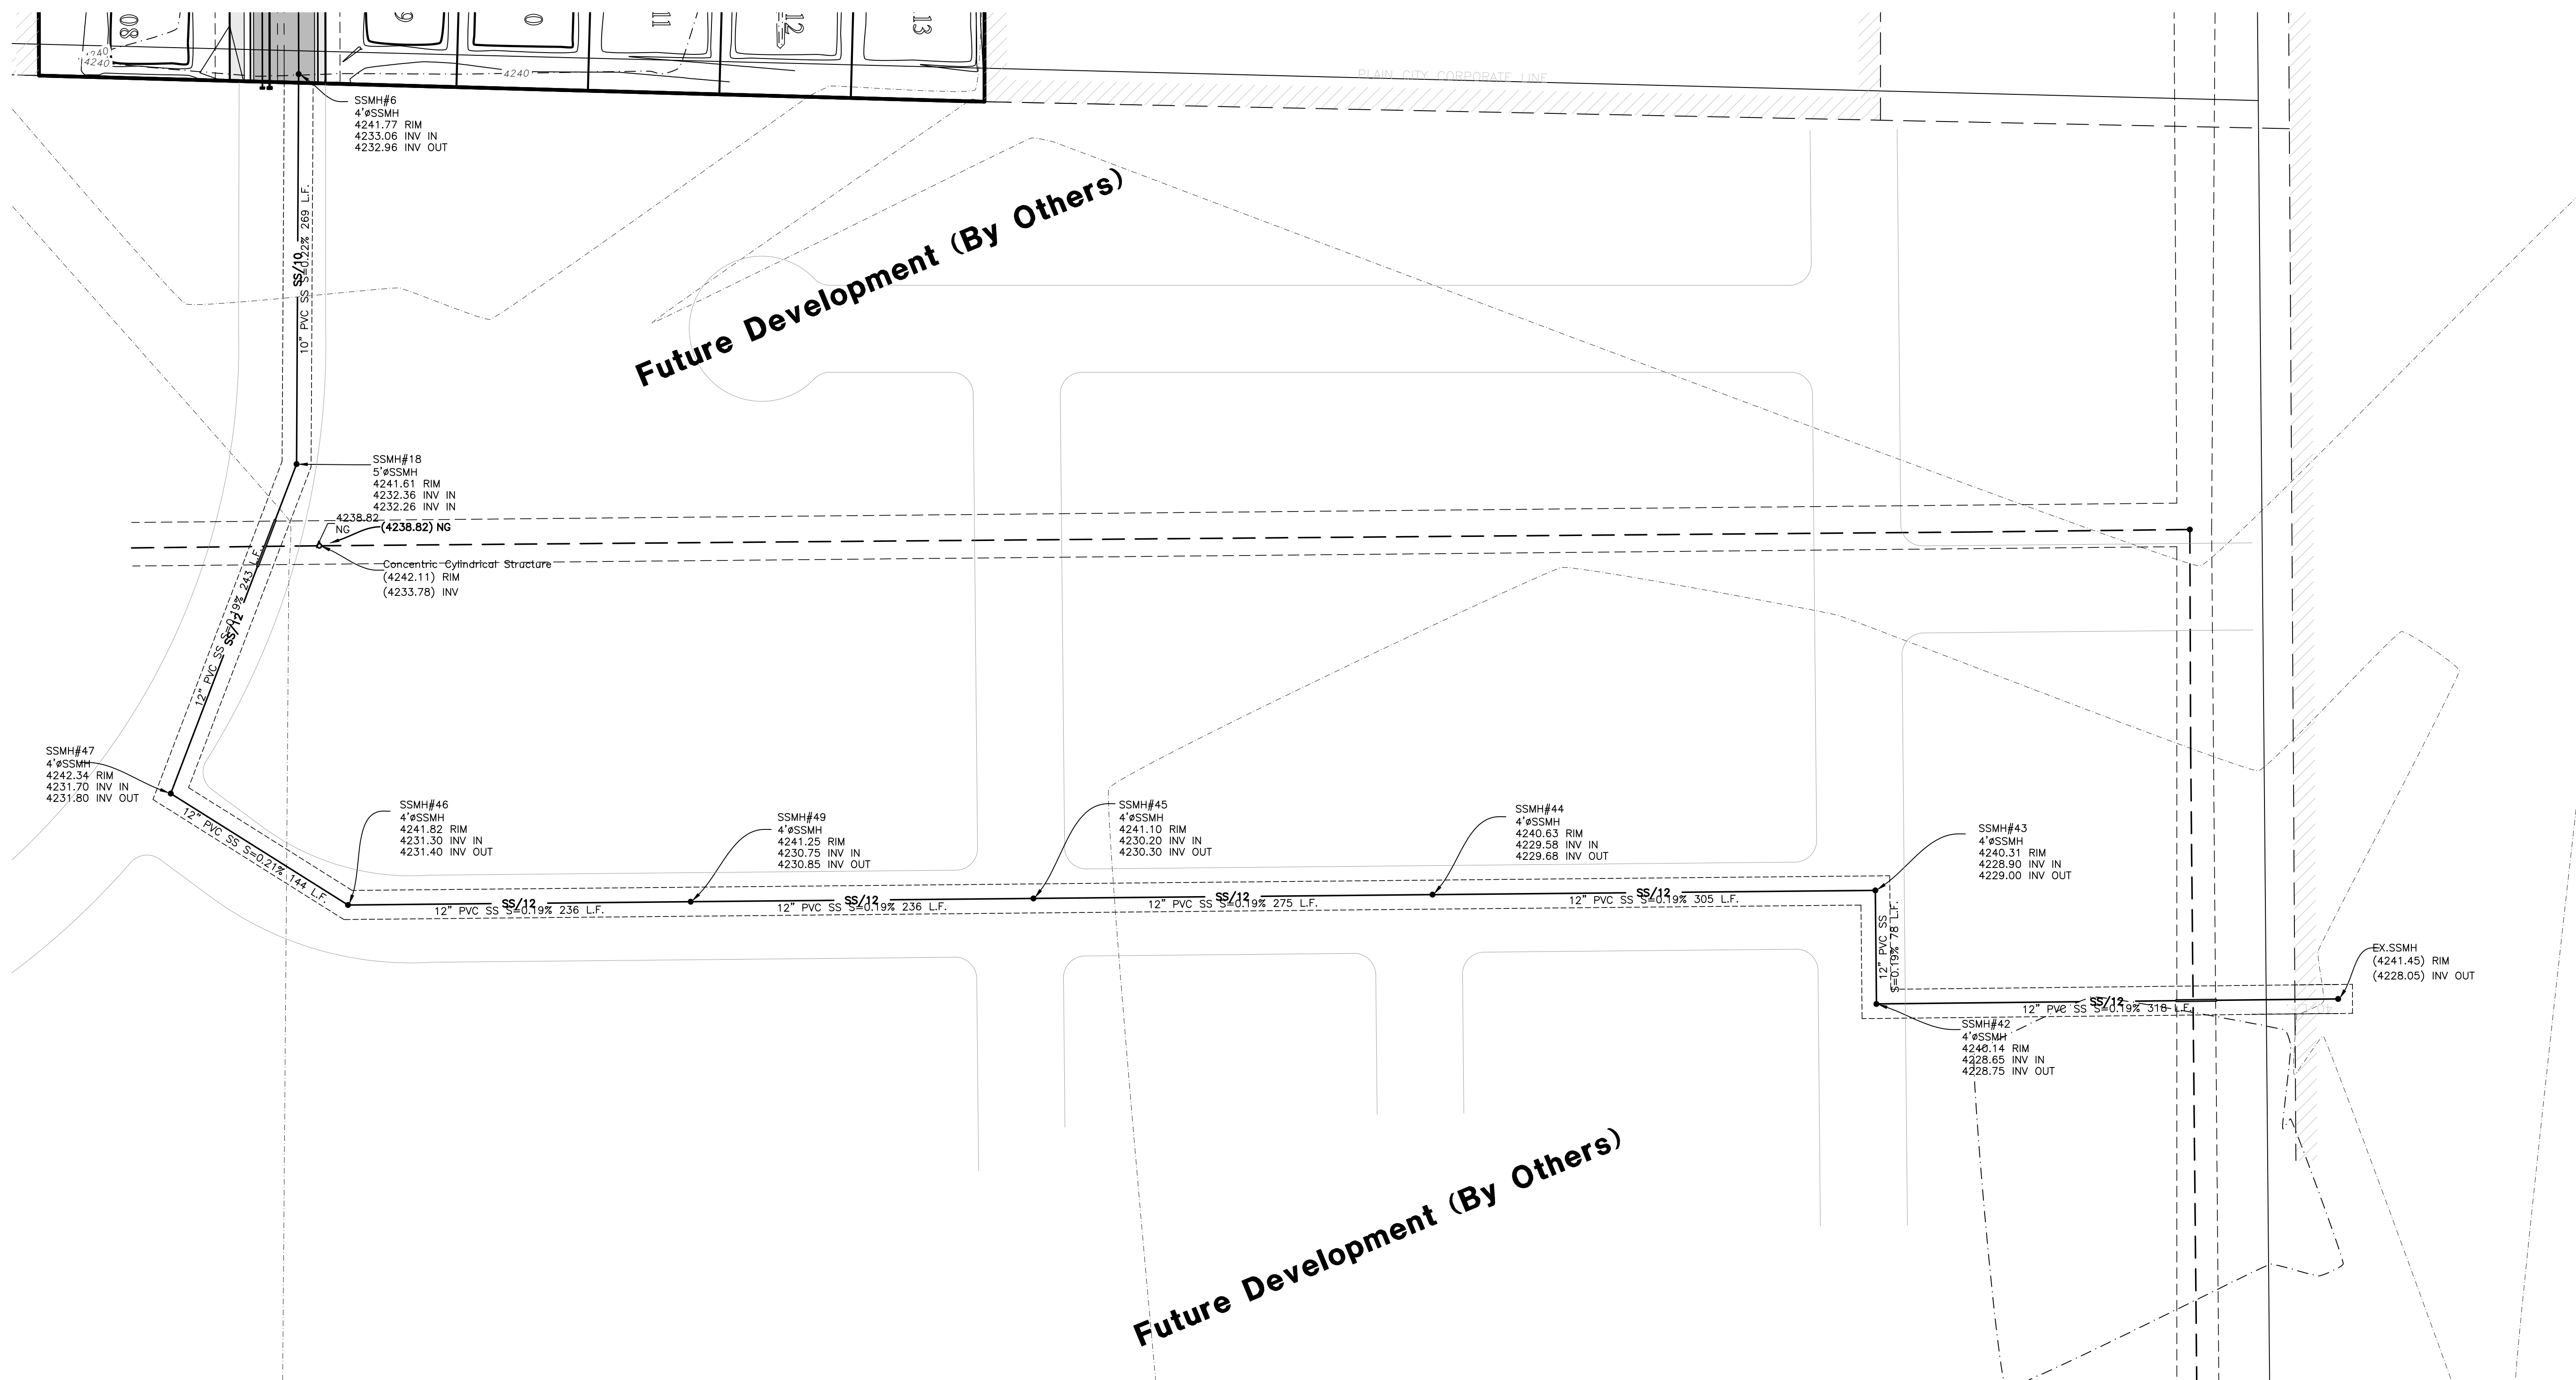 08
9
0
11
12
13
4240
4240
4240
PLAIN CITY CORPORATE LINE
SSMH#6
4'øSSMH
4241.77 RIM
4233.06 INV IN
4232.96 INV OUT
SS/10
10" PVC SS S=0.22% 269 L.F.
Future Development (By Others)
SSMH#18
5'øSSMH
4241.61 RIM
4232.36 INV IN
4232.26 INV IN
4238.82
NG
(4238.82) NG
Concentric Cylindrical Structure
(4242.11) RIM
(4233.78) INV
SS/12
12" PVC SS S=0.19% 243 L.F.
SSMH#47
4'øSSMH
4242.34 RIM
4231.70 INV IN
4231.80 INV OUT
12" PVC SS S=0.21% 144 L.F.
SSMH#46
4'øSSMH
4241.82 RIM
4231.30 INV IN
4231.40 INV OUT
SS/12
12" PVC SS S=0.19% 236 L.F.
SSMH#49
4'øSSMH
4241.25 RIM
4230.75 INV IN
4230.85 INV OUT
SS/12
12" PVC SS S=0.19% 236 L.F.
SSMH#45
4'øSSMH
4241.10 RIM
4230.20 INV IN
4230.30 INV OUT
SS/12
12" PVC SS S=0.19% 275 L.F.
SSMH#44
4'øSSMH
4240.63 RIM
4229.58 INV IN
4229.68 INV OUT
SS/12
12" PVC SS S=0.19% 305 L.F.
SSMH#43
4'øSSMH
4240.31 RIM
4228.90 INV IN
4229.00 INV OUT
12" PVC SS
S=0.19% 78 L.F.
EX.SSMH
(4241.45) RIM
(4228.05) INV OUT
SS/12
12" PVC SS S=0.19% 318 L.F.
SSMH#42
4'øSSMH
4240.14 RIM
4228.65 INV IN
4228.75 INV OUT
Future Development (By Others)